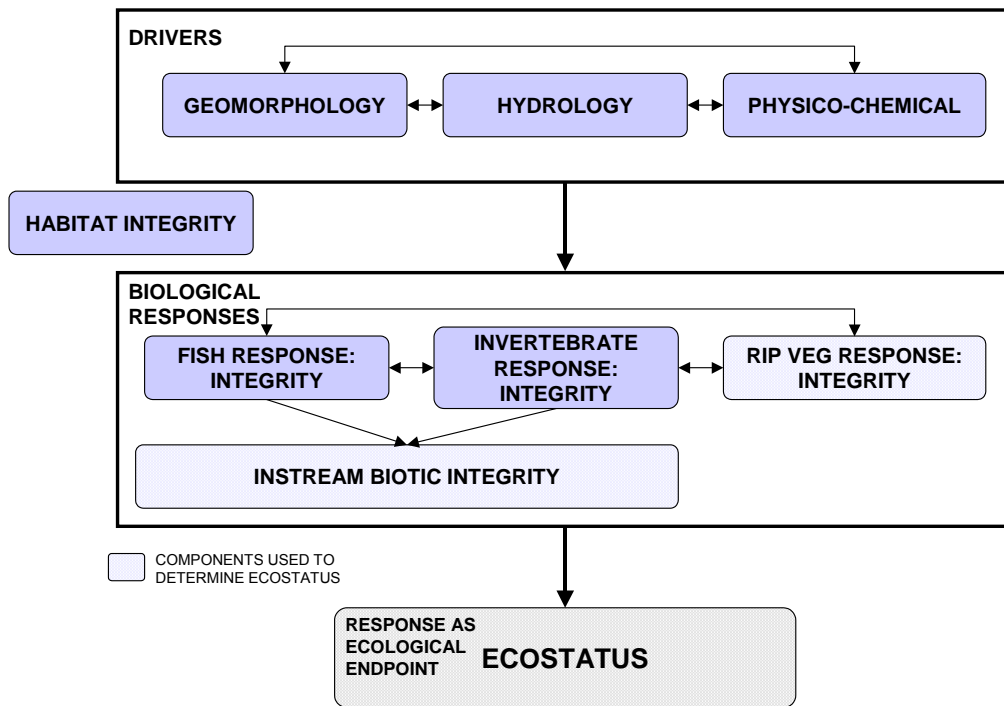 DRIVERS
GEOMORPHOLOGY
HYDROLOGY
PHYSICO-CHEMICAL
HABITAT INTEGRITY
BIOLOGICAL
RESPONSES
FISH RESPONSE:
INTEGRITY
INVERTEBRATE
RESPONSE:
INTEGRITY
RIP VEG RESPONSE:
INTEGRITY
INSTREAM BIOTIC INTEGRITY
COMPONENTS USED TO
DETERMINE ECOSTATUS
RESPONSE AS
ECOLOGICAL
ENDPOINT
ECOSTATUS